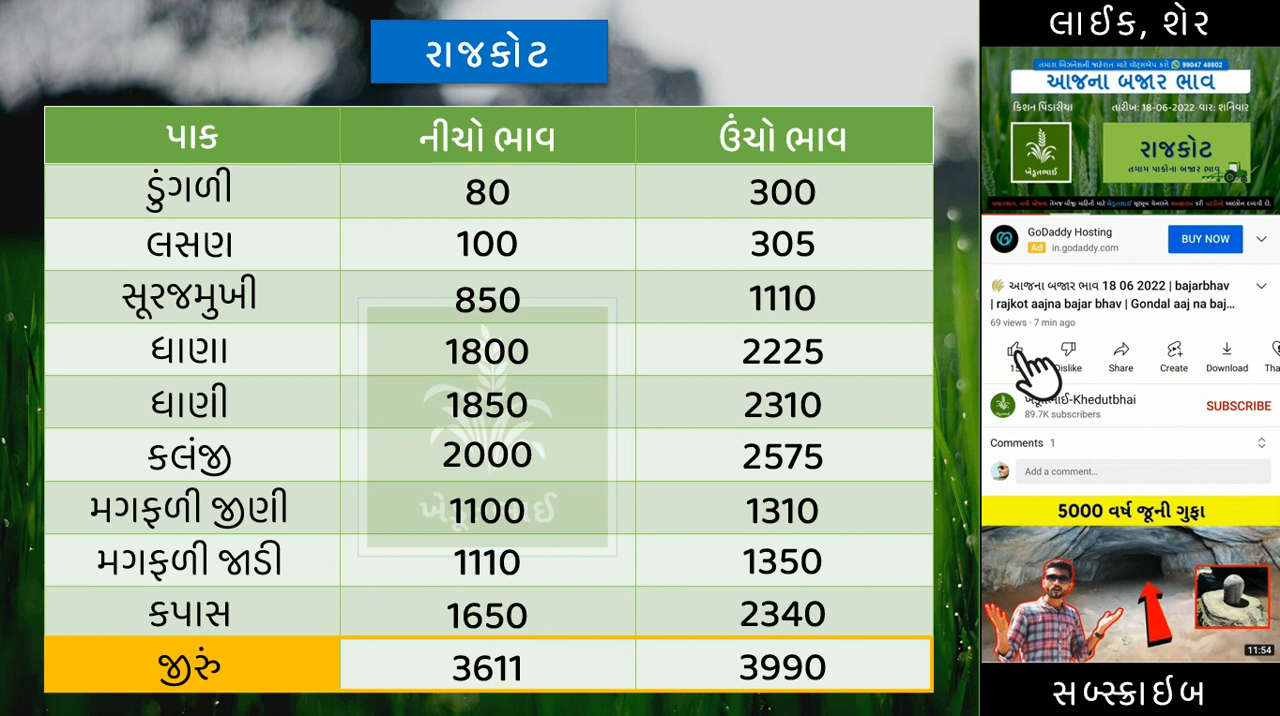 રાજકોટ
પાક નીચો ભાવ ઉંચો ભાવ
ડુંગળી 80 300
લસણ 100 305
સૂરજમુખી 850 1110
ધાણા 1800 2225
ધાણી 1850 2310
કલંજી 2000 2575
મગફળી જીણી 1100 1310
મગફળી જાડી 1110 1350
કપાસ 1650 2340
જીરું 3611 3990
ખેડૂતભાઈ
લાઈક, શેર
તમારા બિઝનેસની જાહેરાત માટે વોટ્સએપ કરો 99047 48802
આજના બજાર ભાવ
કિશન પિંડારીયા તારીખ: 18-06-2022 વાર: શનિવાર
ખેડૂતભાઈ
રાજકોટ
તમામ પાકોના બજાર ભાવ
GoDaddy Hosting
Ad in.godaddy.com
BUY NOW
આજના બજાર ભાવ 18 06 2022 | bajarbhav
| rajkot aajna bajar bhav | Gondal aaj na baj...
69 views · 7 min ago
15 Dislike Share Create Download Tha
ખેડૂતભાઈ-Khedutbhai
89.7K subscribers
SUBSCRIBE
Comments 1
Add a comment...
5000 વર્ષ જૂની ગુફા
11:54
સબ્સ્ક્રાઈબ